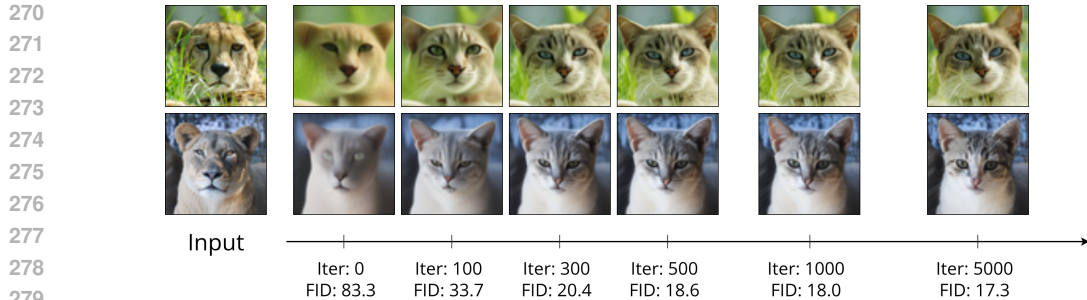 270
271
272
273
274
275
276
277
278
279
Input
Iter: 0
FID: 83.3
Iter: 100
FID: 33.7
Iter: 300
FID: 20.4
Iter: 500
FID: 18.6
Iter: 1000
FID: 18.0
Iter: 5000
FID: 17.3